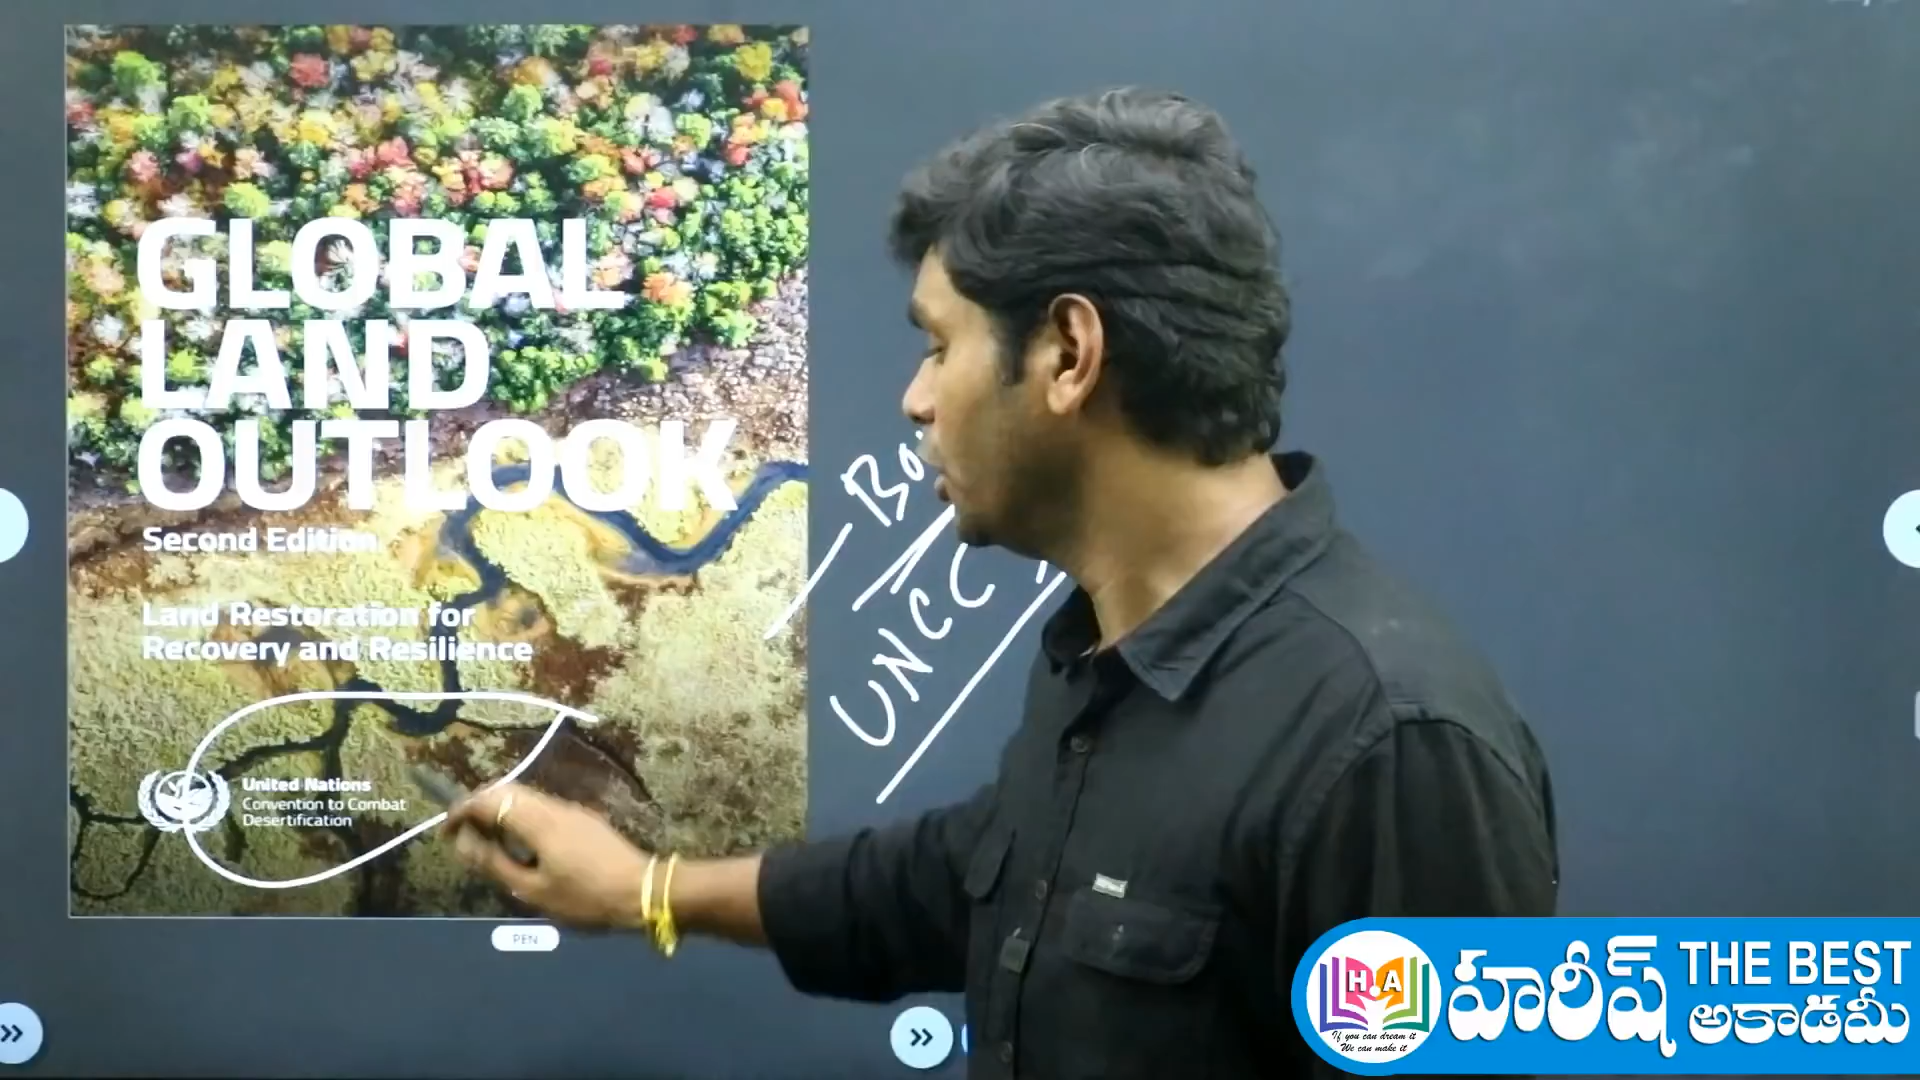 GLOBAL
LAND
OUTLOOK
Second Edition
Land Restoration for
Recovery and Resilience
United Nations
Convention to Combat
Desertification
Bo
UNCC
PEN
H.A
If you can dream it
We can make it
హరీష్
THE BEST
అకాడమీ